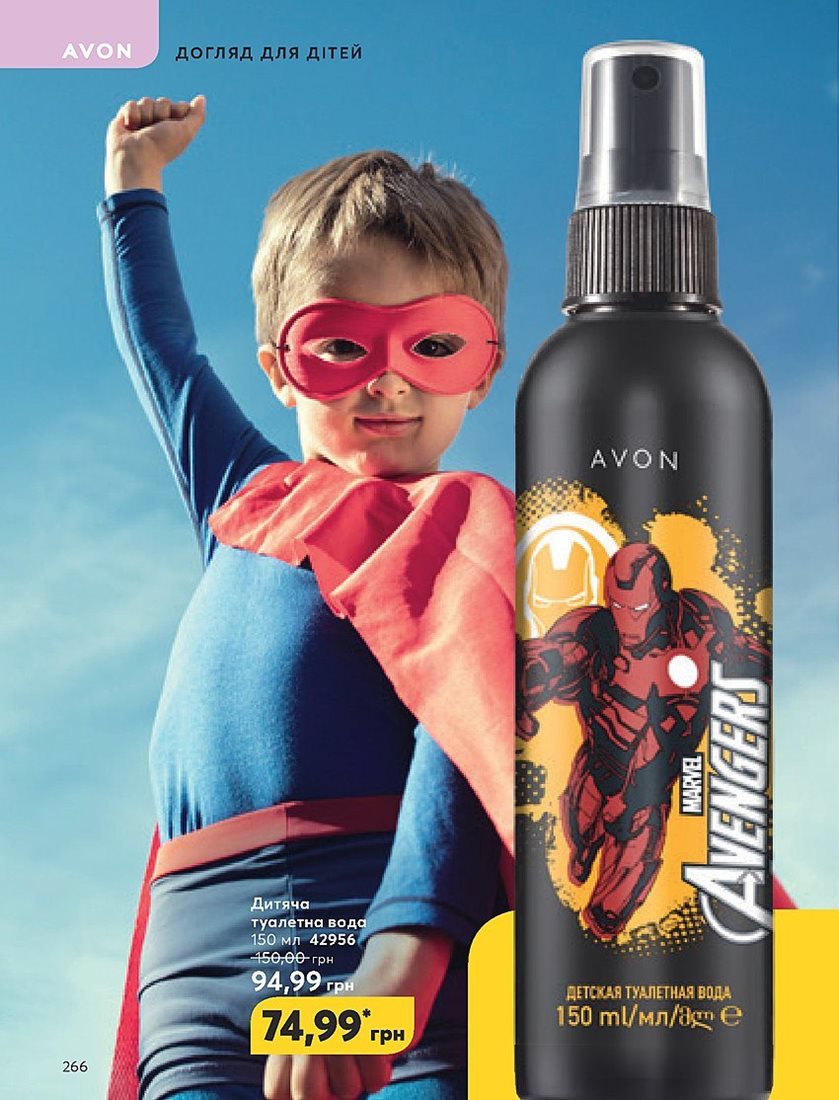 AVON ДОГЛЯД ДЛЯ ДІТЕЙ
AVON
MARVEL
AVENGERS
ДЕТСКАЯ ТУАЛЕТНАЯ ВОДА
150 ml/мл/მლ ℮
Дитяча
туалетна вода
150 мл 42956
150,00 грн
94,99 грн
74,99* грн
266